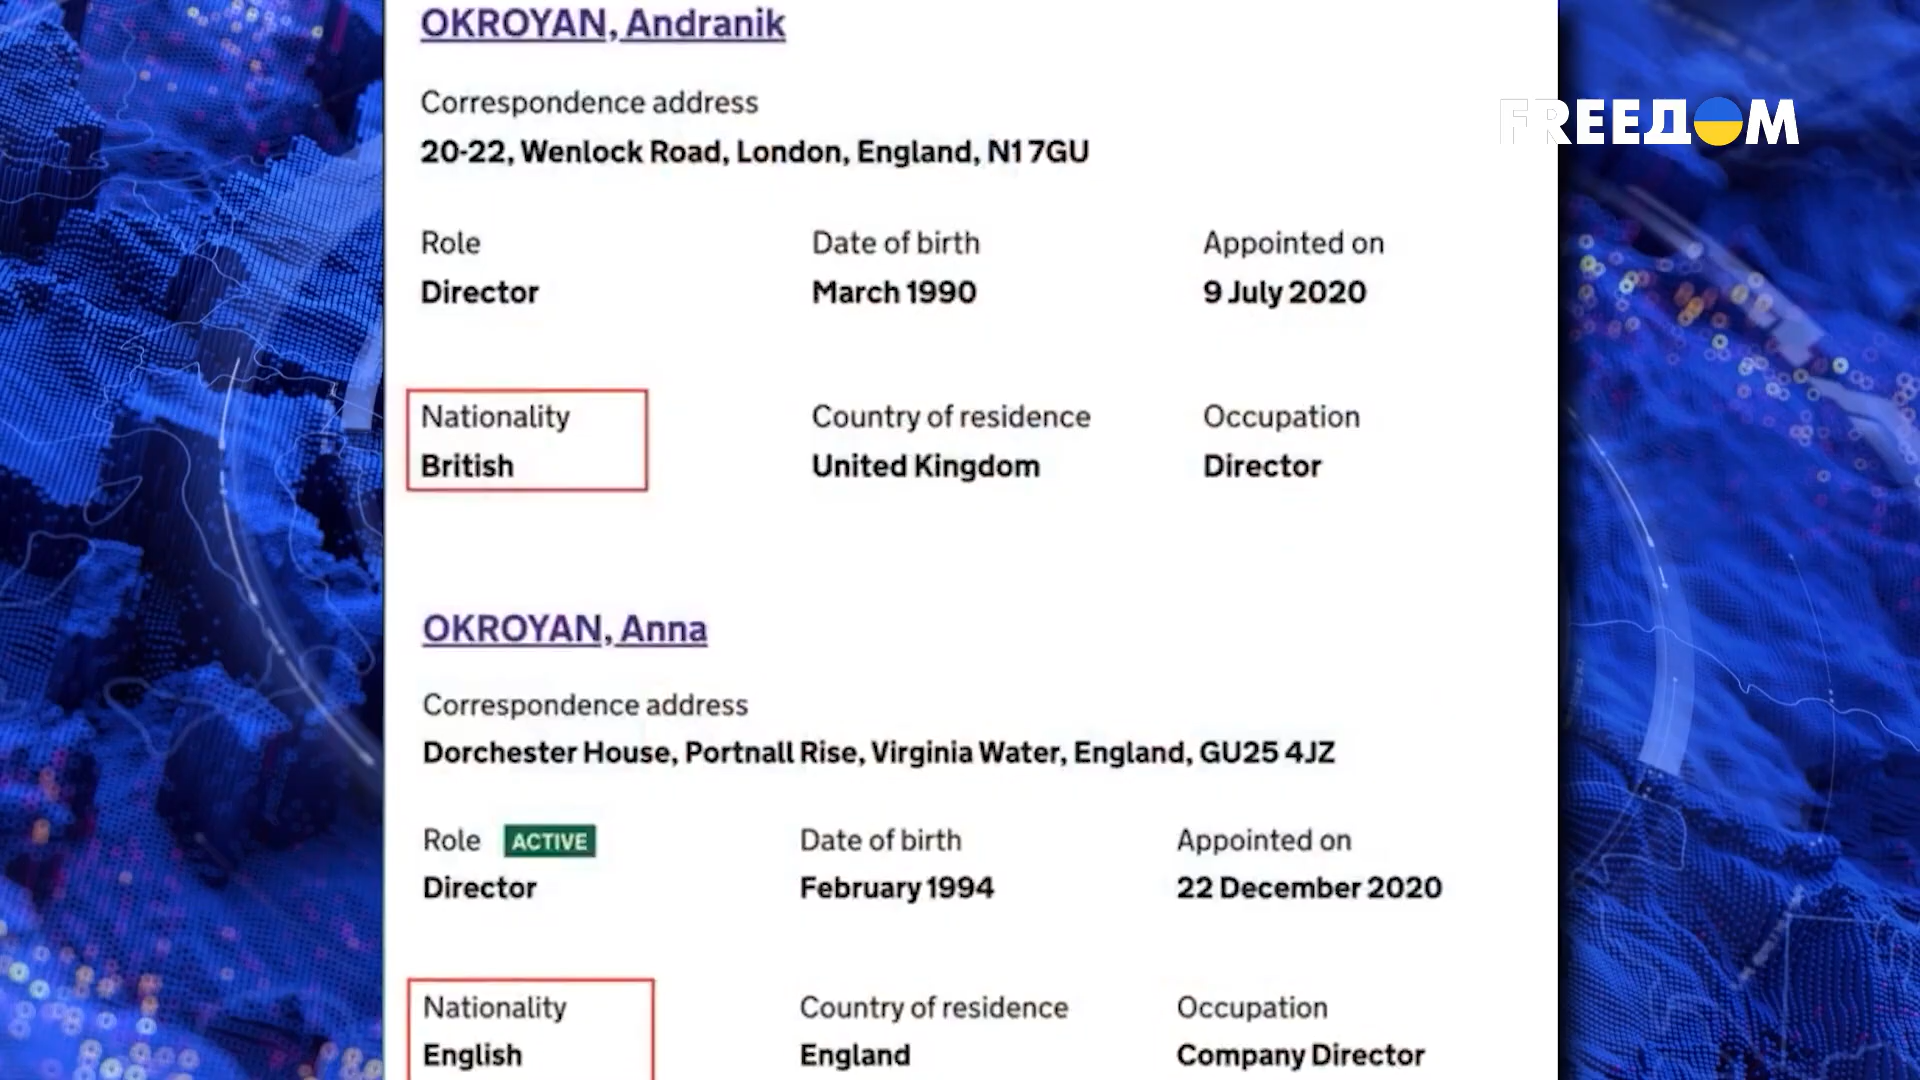 OKROYAN, Andranik
Correspondence address
20-22, Wenlock Road, London, England, N1 7GU
FREEДOM
Role Date of birth Appointed on
Director March 1990 9 July 2020
Nationality Country of residence Occupation
British United Kingdom Director
OKROYAN, Anna
Correspondence address
Dorchester House, Portnall Rise, Virginia Water, England, GU25 4JZ
Role ACTIVE Date of birth Appointed on
Director February 1994 22 December 2020
Nationality Country of residence Occupation
English England Company Director